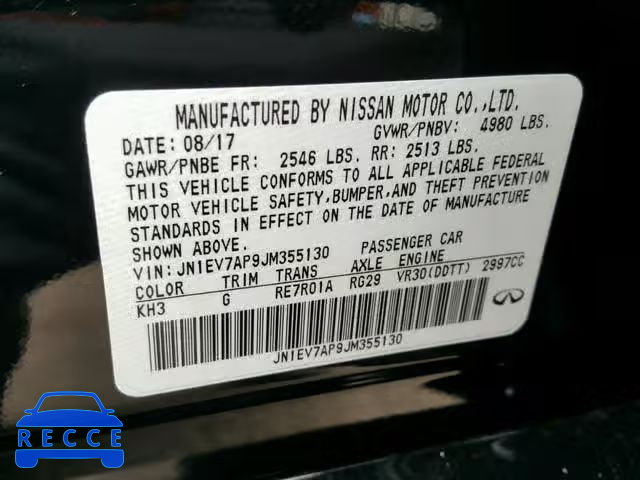 MANUFACTURED BY NISSAN MOTOR CO.,LTD.
DATE: 08/17 GVWR/PNBV: 4980 LBS.
GAWR/PNBE FR: 2546 LBS. RR: 2513 LBS.
THIS VEHICLE CONFORMS TO ALL APPLICABLE FEDERAL
MOTOR VEHICLE SAFETY, BUMPER, AND THEFT PREVENTION
STANDARDS IN EFFECT ON THE DATE OF MANUFACTURE
SHOWN ABOVE.
VIN: JN1EV7AP9JM355130 PASSENGER CAR
COLOR TRIM TRANS AXLE ENGINE
KH3 G RE7R01A RG29 VR30(DDTT) 2997CC
JN1EV7AP9JM355130
INFINITI
RECCE